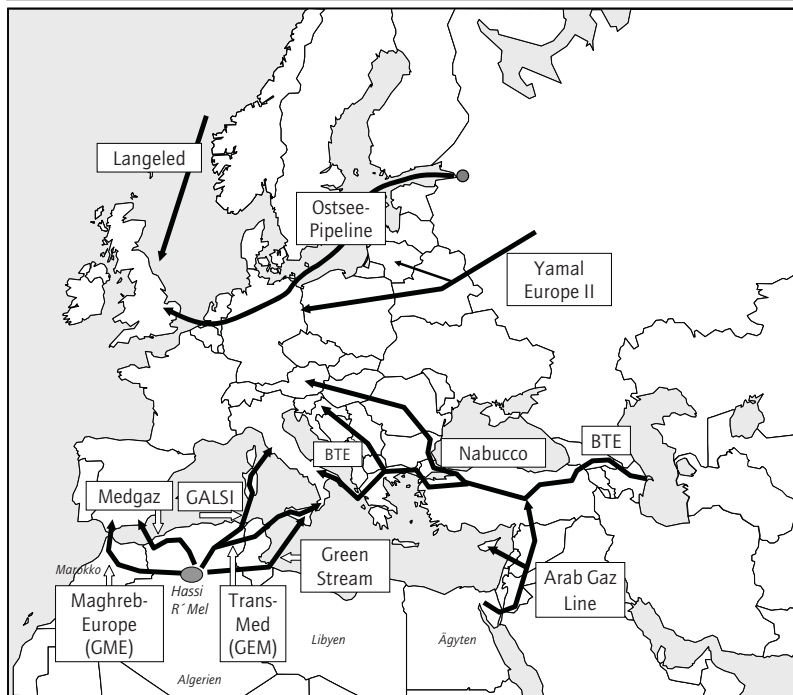 Langeled
Ostsee-
Pipeline
Yamal
Europe II
BTE
Nabucco
BTE
Medgaz
GALSI
Green
Stream
Marokko
Hassi
R´Mel
Maghreb-
Europe
(GME)
Trans-
Med
(GEM)
Arab Gaz
Line
Libyen
Ägyten
Algerien